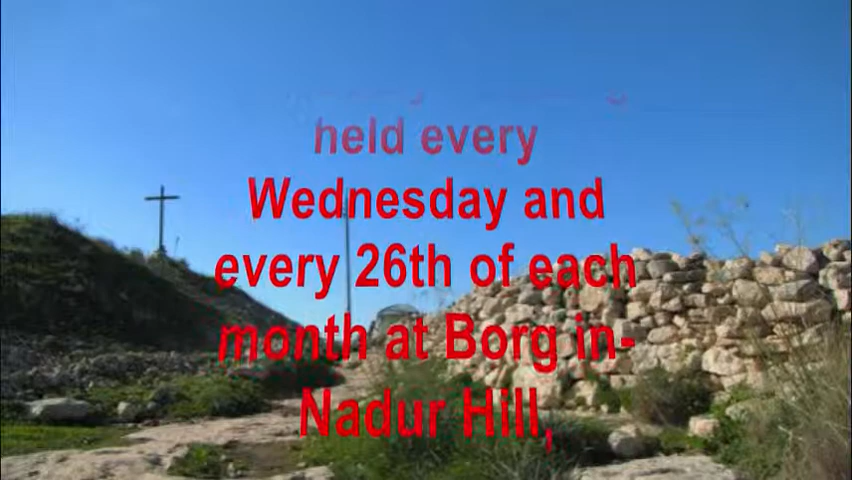 held every
Wednesday and
every 26th of each
month at Borg in-
Nadur Hill,